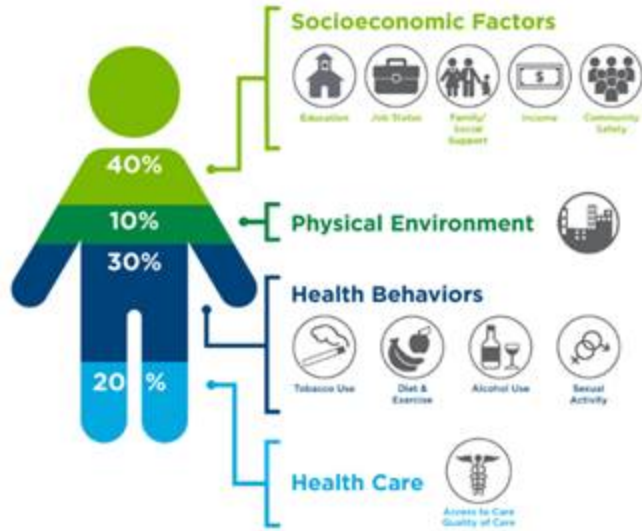 Socioeconomic Factors
Education
Job Status
Family/
Social
Support
Income
Community
Safety
40%
10%
Physical Environment
30%
Health Behaviors
Tobacco Use
Diet &
Exercise
Alcohol Use
Sexual
Activity
20%
Health Care
Access to Care
Quality of Care
$